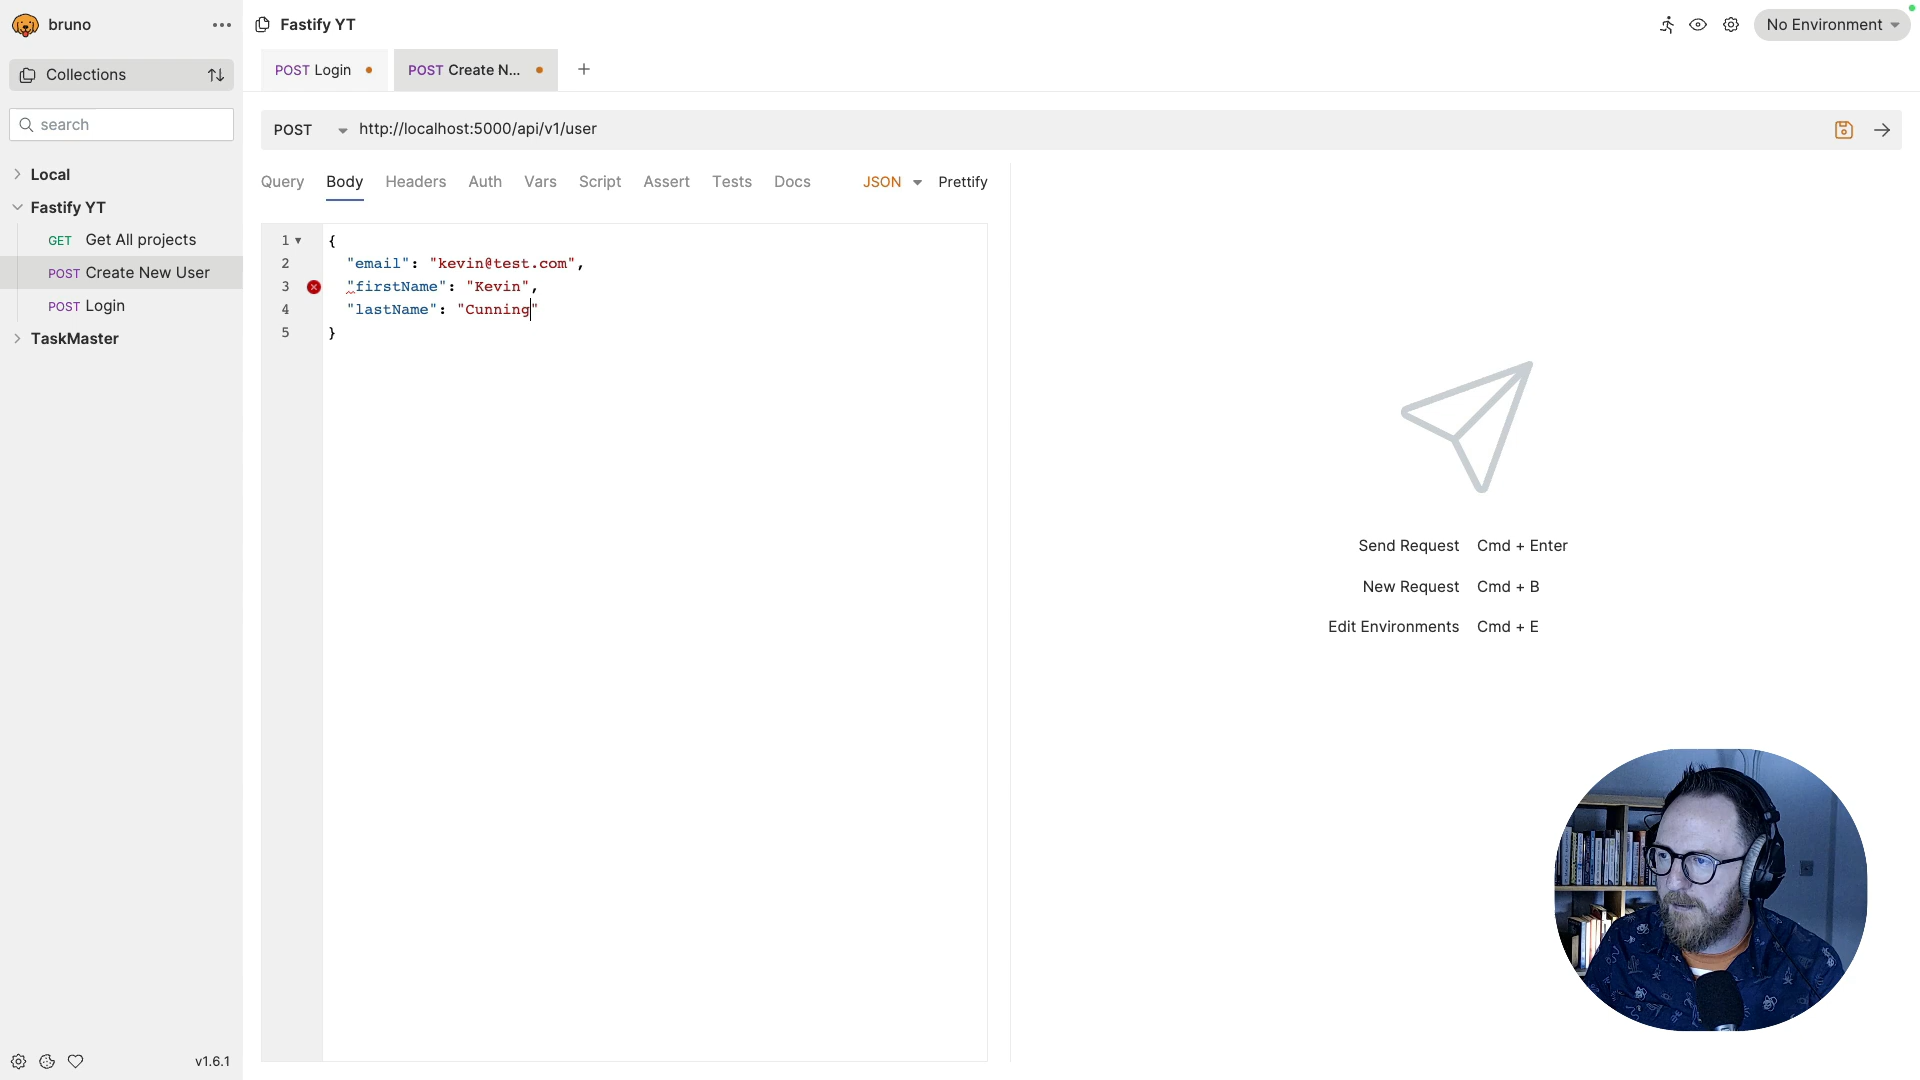 bruno
Fastify YT
No Environment
Collections
POST Login
POST Create N...
search
POST
http://localhost:5000/api/v1/user
Local
Query Body Headers Auth Vars Script Assert Tests Docs JSON Prettify
Fastify YT
GET Get All projects
POST Create New User
POST Login
TaskMaster
1 {
2 "email": "kevin@test.com",
3 "firstName": "Kevin",
4 "lastName": "Cunning"
5 }
Send Request Cmd + Enter
New Request Cmd + B
Edit Environments Cmd + E
v1.6.1